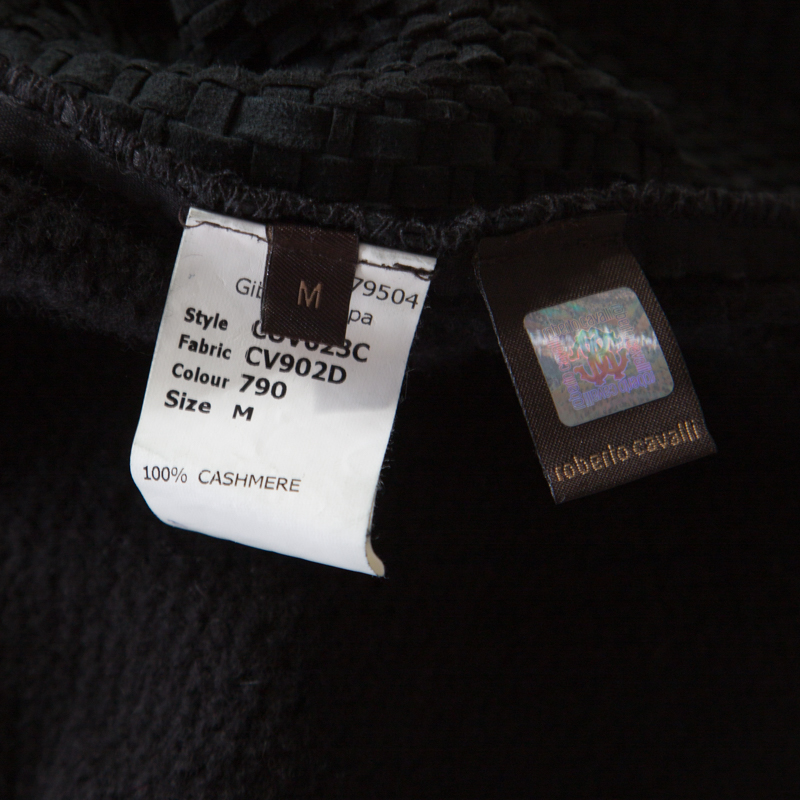 M
79504
Style
Fabric CV902D
Colour 790
Size M
100% CASHMERE
roberto cavalli